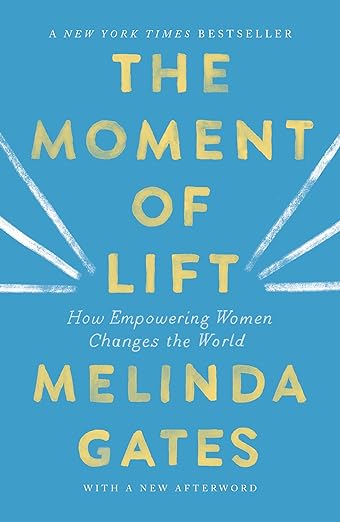 A NEW YORK TIMES BESTSELLER
THE
MOMENT
OF
LIFT
How Empowering Women
Changes the World
MELINDA
GATES
WITH A NEW AFTERWORD